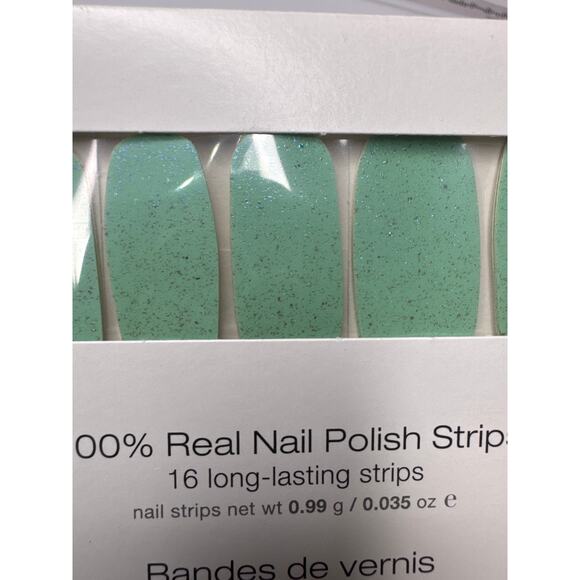 00% Real Nail Polish Strips
16 long-lasting strips
nail strips net wt 0.99 g / 0.035 oz ℮
Bandes de vernis